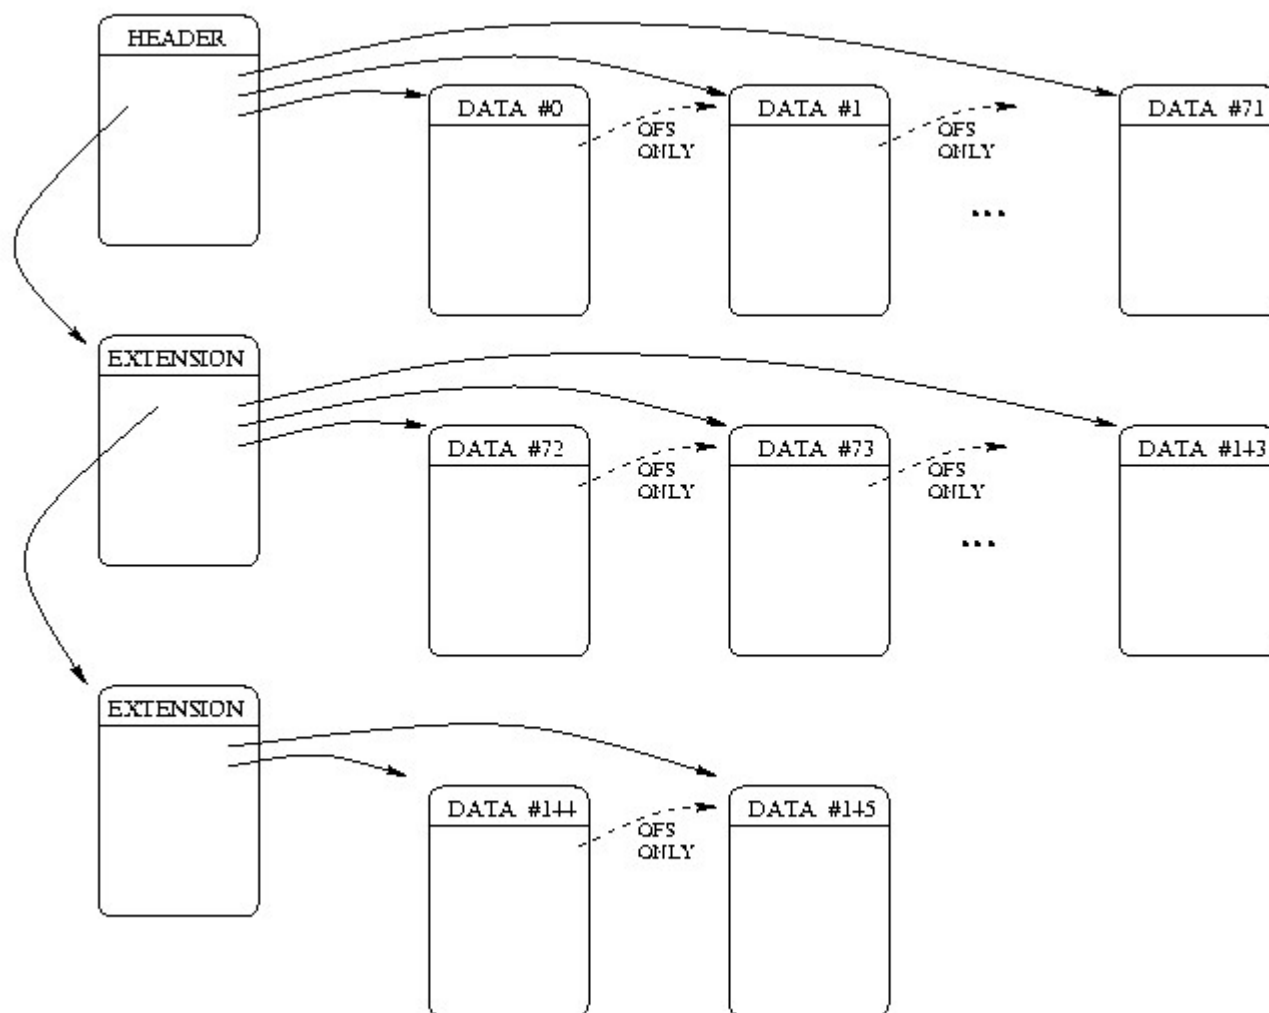 HEADER
DATA #0
OFS
ONLY
DATA #1
OFS
ONLY
DATA #71
...
EXTENSION
DATA #72
OFS
ONLY
DATA #73
OFS
ONLY
DATA #143
...
EXTENSION
DATA #144
OFS
ONLY
DATA #145